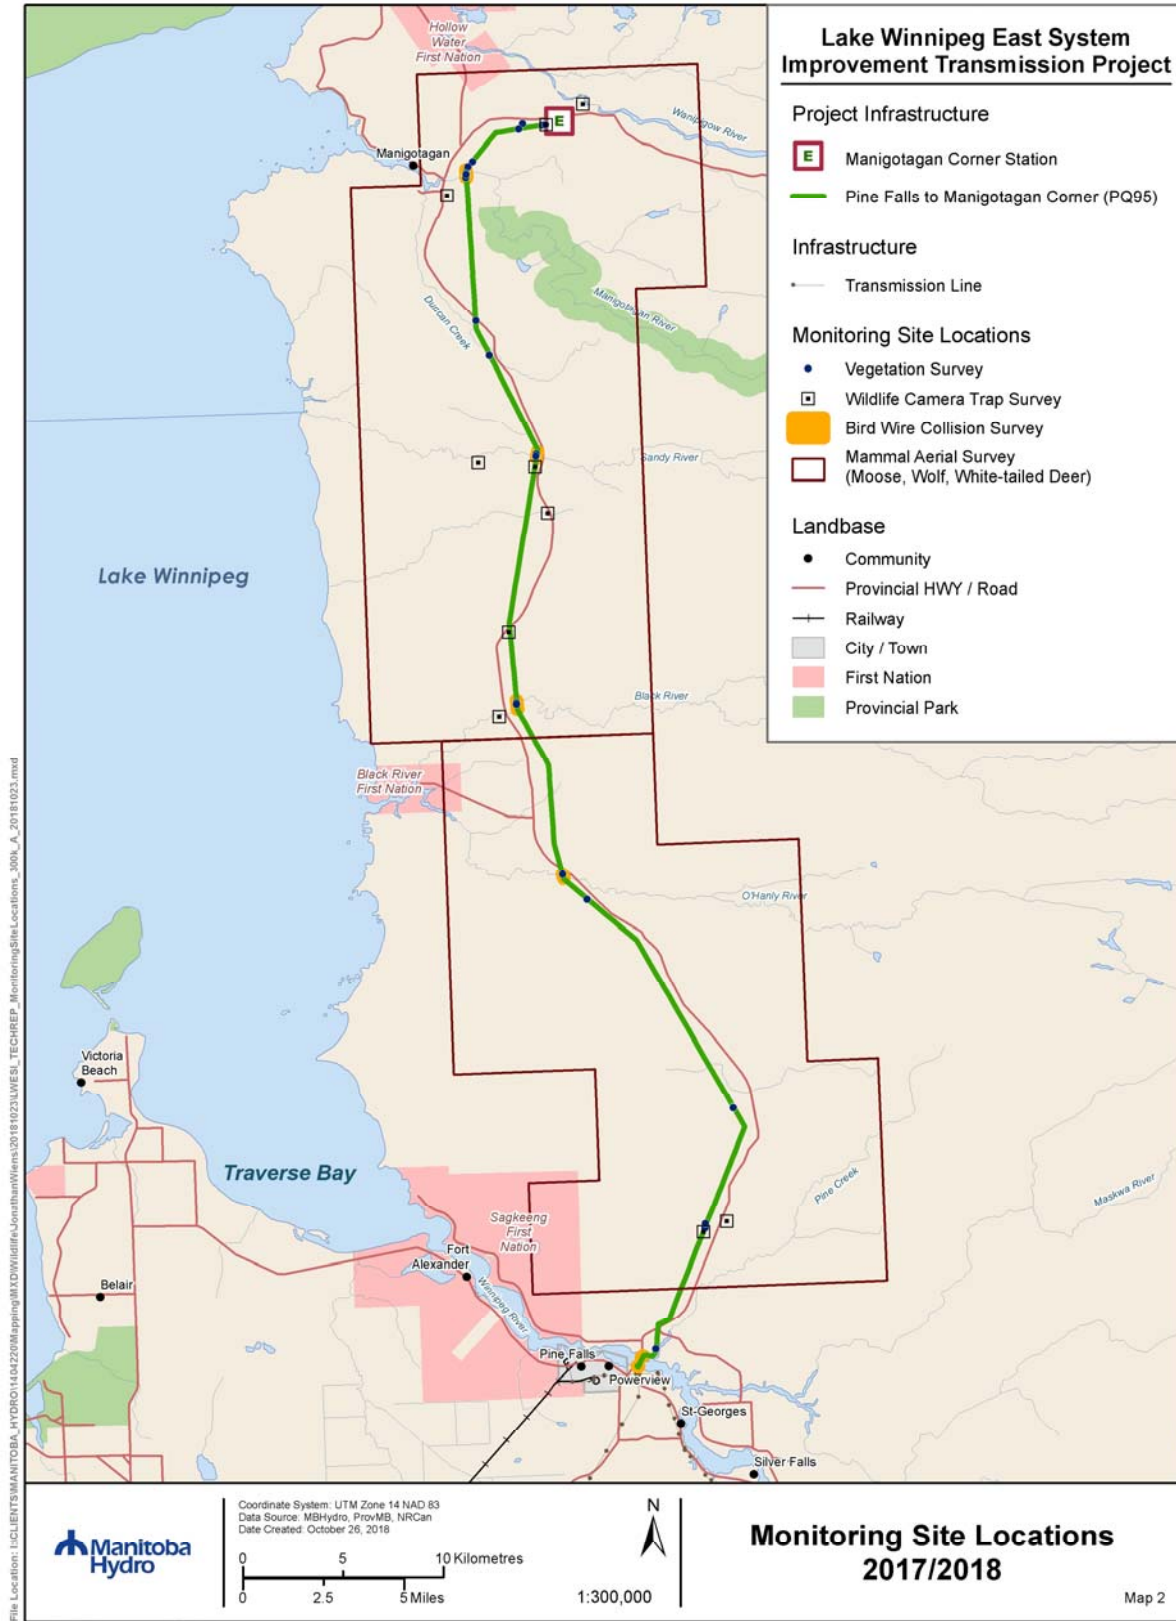 Lake Winnipeg East System
Improvement Transmission Project
Project Infrastructure
E
Manigotagan Corner Station
Pine Falls to Manigotagan Corner (PQ95)
Infrastructure
Transmission Line
Monitoring Site Locations
Vegetation Survey
Wildlife Camera Trap Survey
Bird Wire Collision Survey
Mammal Aerial Survey
(Moose, Wolf, White-tailed Deer)
Landbase
Community
Provincial HWY / Road
Railway
City / Town
First Nation
Provincial Park
Hollow
Water
First Nation
E
Wanipigow River
Manigotagan
Manigotagan River
Duncan Creek
Sandy River
Lake Winnipeg
Black River
Black River
First Nation
O'Hanly River
Victoria
Beach
Traverse Bay
Pine Creek
Maskwa River
Sagkeeng
First
Nation
Fort
Alexander
Belair
Winnipeg River
Pine Falls
Powerview
St-Georges
Silver Falls
Manitoba
Hydro
Coordinate System: UTM Zone 14 NAD 83
Data Source: MBHydro, ProvMB, NRCan
Date Created: October 26, 2018
0 5 10 Kilometres
0 2.5 5 Miles
1:300,000
N
Monitoring Site Locations
2017/2018
Map 2